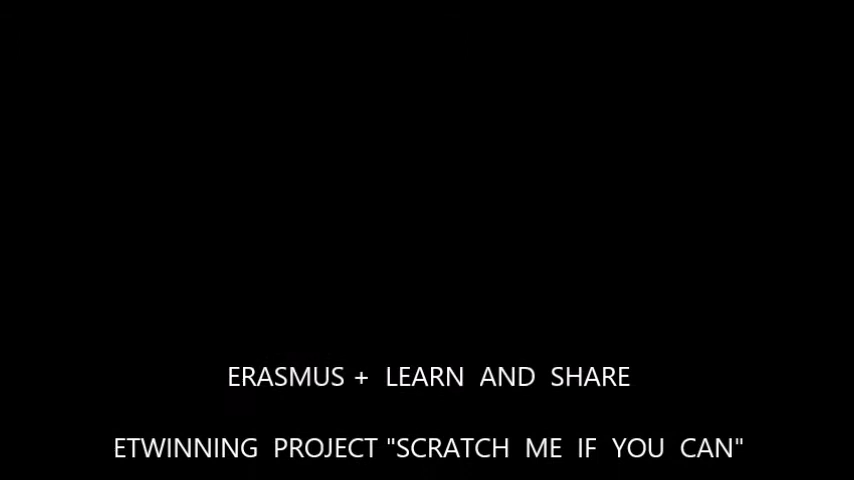 ERASMUS + LEARN AND SHARE
ETWINNING PROJECT "SCRATCH ME IF YOU CAN"